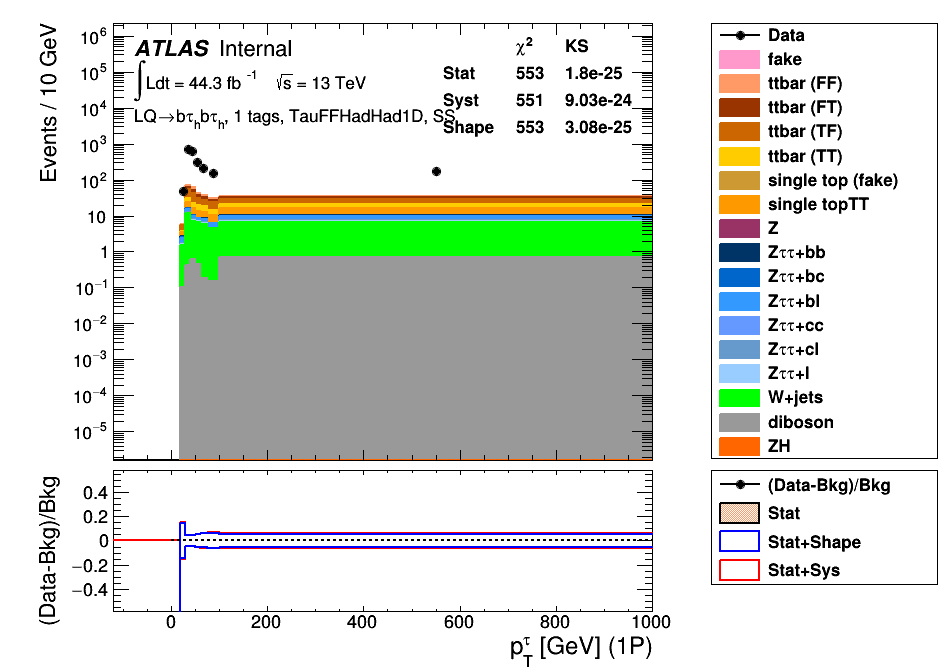 ATLAS Internal
∫Ldt = 44.3 fb⁻¹ √s = 13 TeV
LQ→bτₕbτₕ, 1 tags, TauFFHadHad1D, SS,
χ² KS
Stat 553 1.8e-25
Syst 551 9.03e-24
Shape 553 3.08e-25
Events / 10 GeV
10⁶
10⁵
10⁴
10³
10²
10
1
10⁻¹
10⁻²
10⁻³
10⁻⁴
10⁻⁵
Data
fake
ttbar (FF)
ttbar (FT)
ttbar (TF)
ttbar (TT)
single top (fake)
single topTT
Z
Zττ+bb
Zττ+bc
Zττ+bl
Zττ+cc
Zττ+cl
Zττ+l
W+jets
diboson
ZH
(Data-Bkg)/Bkg
0.4
0.2
0
−0.2
−0.4
0 200 400 600 800 1000
p_T^τ [GeV] (1P)
(Data-Bkg)/Bkg
Stat
Stat+Shape
Stat+Sys